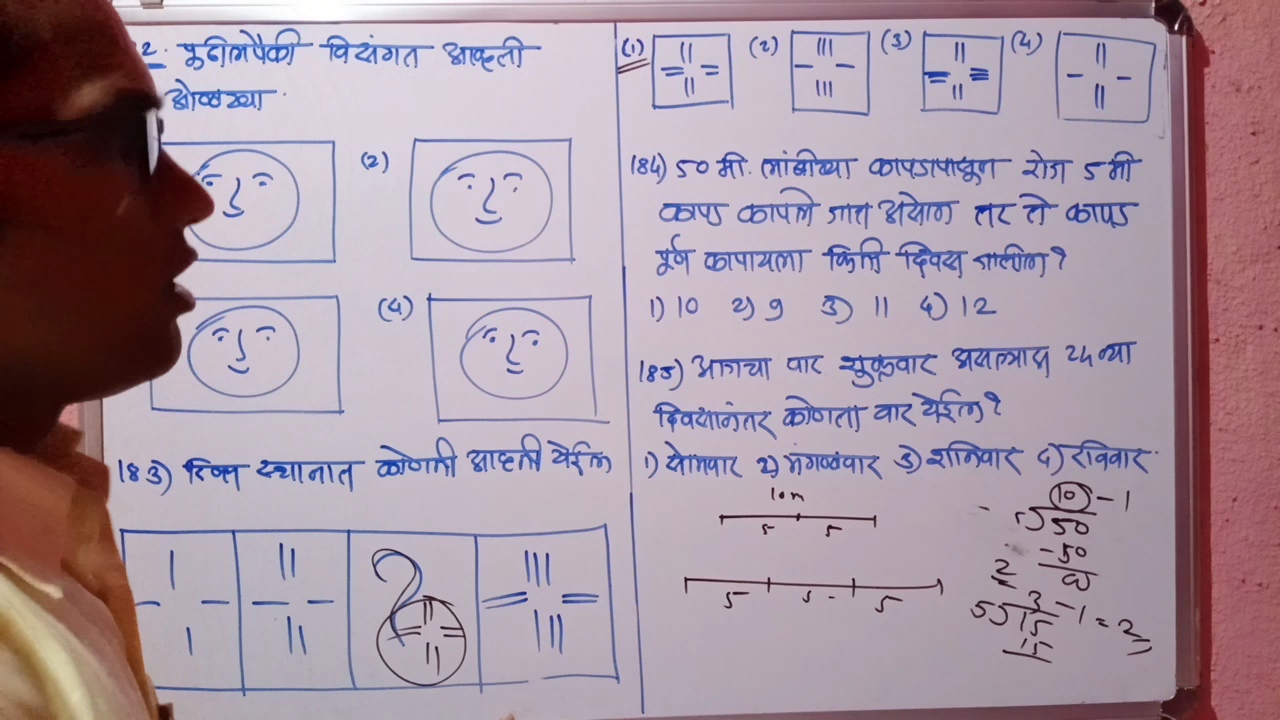 2. पुढीलपैकी विसंगत आकृती
ओळखा.
(2)
(4)
183) रिक्त स्थानात कोणती आकृती येईल
?
(1) (2) (3) (4)
184) 50 मी. लांबीच्या कापडापासून रोज 5 मी
कापड कापले जात असेल तर ते कापड
पूर्ण कापायला किती दिवस लागतील?
1) 10 2) 9 3) 11 4) 12
185) आजचा वार शुक्रवार असल्यास 24 व्या
दिवसानंतर कोणता वार येईल?
1) सोमवार 2) मंगळवार 3) शनिवार 4) रविवार.
10m
5 5
5 5 5
10 - 1
5) 50
- 50
0
2
3
5) 15 - 1 = 2
15